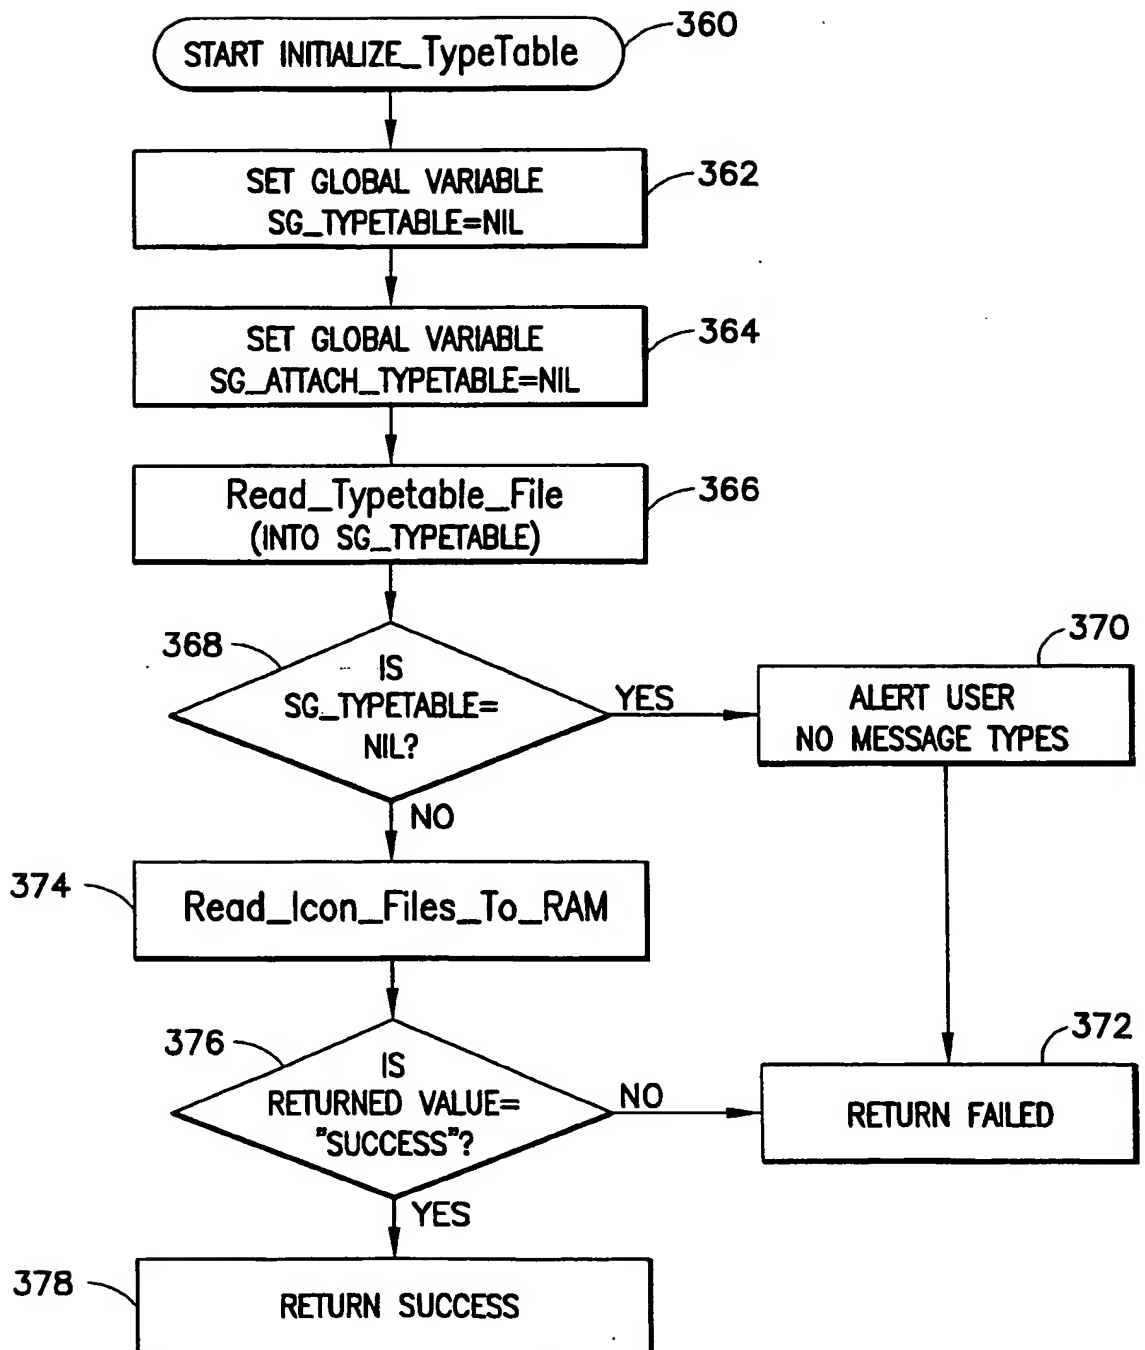 START INITIALIZE_TypeTable
360
SET GLOBAL VARIABLE
SG_TYPETABLE=NIL
362
SET GLOBAL VARIABLE
SG_ATTACH_TYPETABLE=NIL
364
Read_Typetable_File
(INTO SG_TYPETABLE)
366
368
IS
SG_TYPETABLE=
NIL?
YES
370
ALERT USER
NO MESSAGE TYPES
NO
374
Read_Icon_Files_To_RAM
376
IS
RETURNED VALUE=
"SUCCESS"?
NO
372
RETURN FAILED
YES
378
RETURN SUCCESS